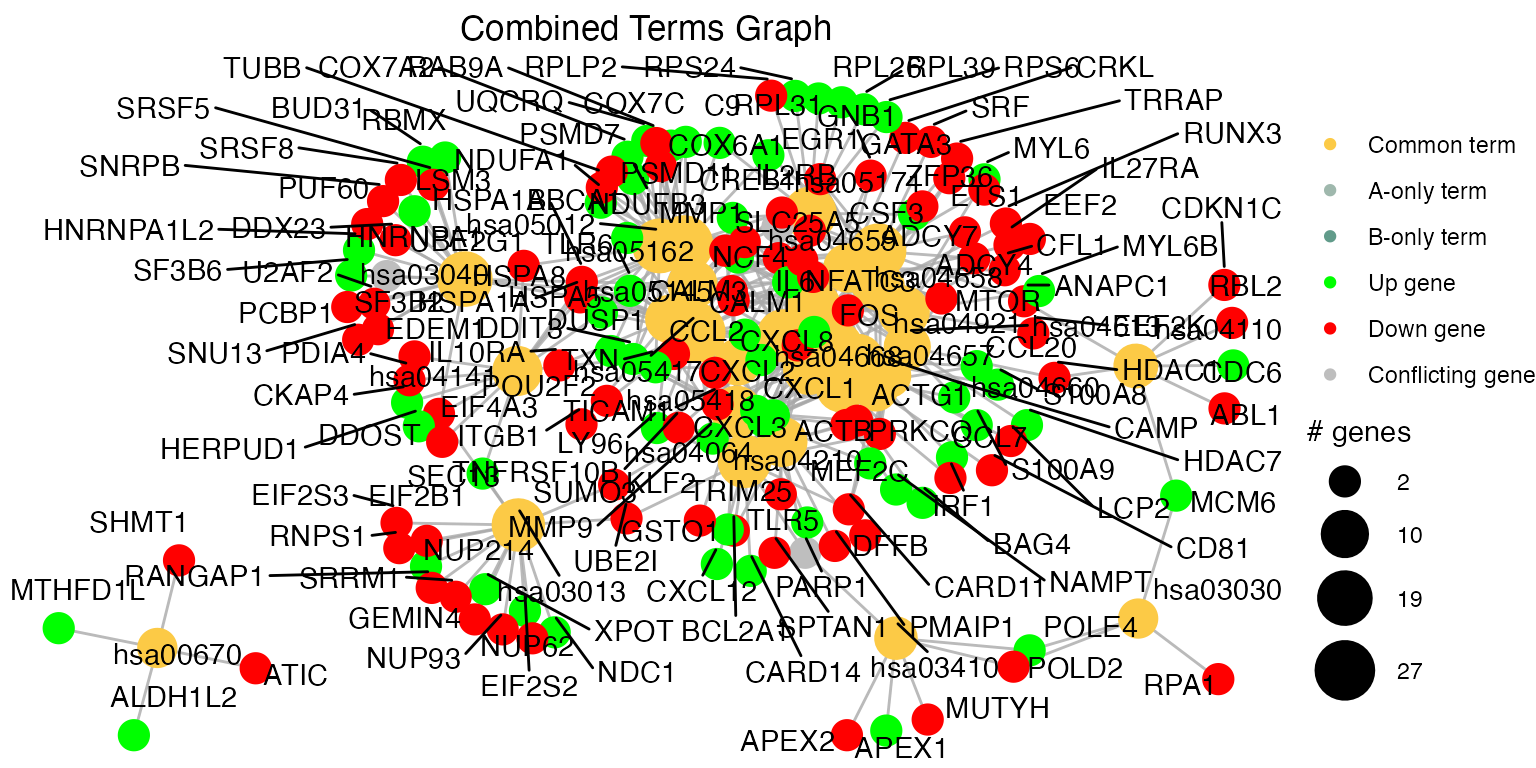 Combined Terms Graph
TUBB
COX7A2
RAB9A
RPLP2
RPS24
RPL26
RPL39
RPS6
CRKL
SRSF5
BUD31
RBMX
UQCRQ
COX7C
C9
RPL31
GNB1
SRF
TRRAP
SRSF8
PSMD7
COX6A1
EGR1
GATA3
MYL6
RUNX3
SNRPB
PUF60
LSM3
NDUFA1
PSMD11
CREB1
IL2RB
hsa05174
ZFP36
IL27RA
HNRNPA1L2
DDX23
HSPA1B
ABCA1
NDUFB3
MMP1
SLC25A5
CSF3
ETS1
EEF2
CDKN1C
hsa05012
UBE2G1
TLR6
hsa05162
NCF4
hsa04659
ADCY7
CFL1
MYL6B
SF3B6
U2AF2
hsa03040
HSPA8
IL6
NFATC3
hsa04658
ADCY4
ANAPC1
RBL2
PCBP1
SF3B2
HSPA1A
HSPA5
CALM3
CALM1
FOS
MTOR
SNU13
PDIA4
EDEM1
DDIT3
DUSP1
CCL2
CXCL8
hsa04921
hsa04613
EEF2K
hsa04110
IL10RA
TXN
hsa05417
CXCL2
hsa04668
hsa04657
CCL20
HDAC1
CDC6
CKAP4
hsa04141
POU2F2
hsa05418
CXCL1
ACTG1
hsa04660
S100A8
ABL1
HERPUD1
DDOST
EIF4A3
ITGB1
TICAM1
LY96
hsa04064
CXCL3
ACTB
PRKCQ
CCL7
CAMP
HDAC7
SEC13
TNFRSF10B
SUMO3
KLF2
TRIM25
hsa04210
MEF2C
IRF1
S100A9
LCP2
MCM6
EIF2S3
EIF2B1
MMP9
GSTO1
TLR5
DFFB
BAG4
CD81
SHMT1
RNPS1
NUP214
UBE2I
RANGAP1
SRRM1
hsa03013
CXCL12
PARP1
CARD11
NAMPT
hsa03030
MTHFD1L
GEMIN4
XPOT
SPTAN1
PMAIP1
POLE4
hsa00670
ATIC
NUP93
NUP62
NDC1
CARD14
hsa03410
POLD2
RPA1
ALDH1L2
EIF2S2
MUTYH
APEX2
APEX1
Common term
A-only term
B-only term
Up gene
Down gene
Conflicting gene
# genes
2
10
19
27